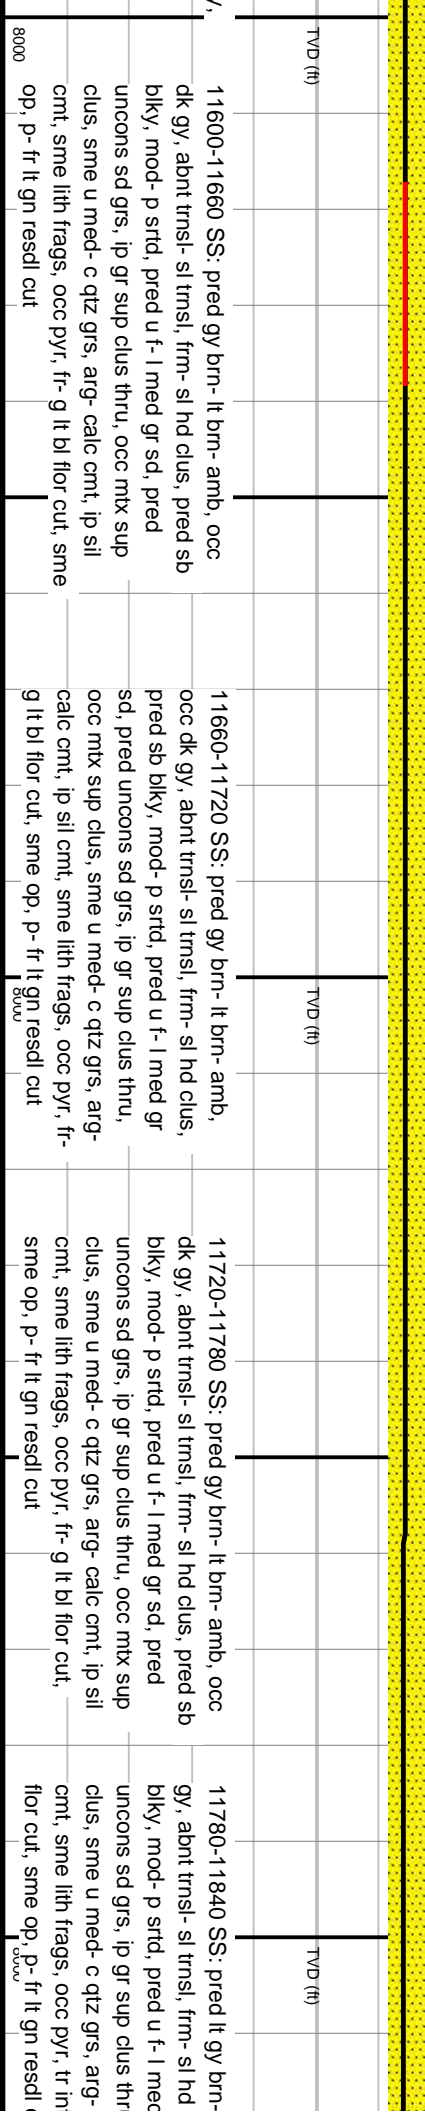 TVD (ft)
8000
11600-11660 SS: pred gy brn- lt brn- amb, occ
dk gy, abnt trnsl- sl trnsl, frm- sl hd clus, pred sb
blky, mod- p srtd, pred u f- l med gr sd, pred
uncons sd grs, ip gr sup clus thru, occ mtx sup
clus, sme u med- c qtz grs, arg- calc cmt, ip sil
cmt, sme lith frags, occ pyr, fr- g lt bl flor cut, sme
op, p- fr lt gn resdl cut
11660-11720 SS: pred gy brn- lt brn- amb,
occ dk gy, abnt trnsl- sl trnsl, frm- sl hd clus,
pred sb blky, mod- p srtd, pred u f- l med gr
sd, pred uncons sd grs, ip gr sup clus thru,
occ mtx sup clus, sme u med- c qtz grs, arg-
calc cmt, ip sil cmt, sme lith frags, occ pyr, fr-
g lt bl flor cut, sme op, p- fr lt gn resdl cut
TVD (ft)
8000
11720-11780 SS: pred gy brn- lt brn- amb, occ
dk gy, abnt trnsl- sl trnsl, frm- sl hd clus, pred sb
blky, mod- p srtd, pred u f- l med gr sd, pred
uncons sd grs, ip gr sup clus thru, occ mtx sup
clus, sme u med- c qtz grs, arg- calc cmt, ip sil
cmt, sme lith frags, occ pyr, fr- g lt bl flor cut,
sme op, p- fr lt gn resdl cut
11780-11840 SS: pred lt gy brn-
gy, abnt trnsl- sl trnsl, frm- sl hd
blky, mod- p srtd, pred u f- l med
uncons sd grs, ip gr sup clus thr
clus, sme u med- c qtz grs, arg-
cmt, sme lith frags, occ pyr, tr in
flor cut, sme op, p- fr lt gn resdl
TVD (ft)
8000